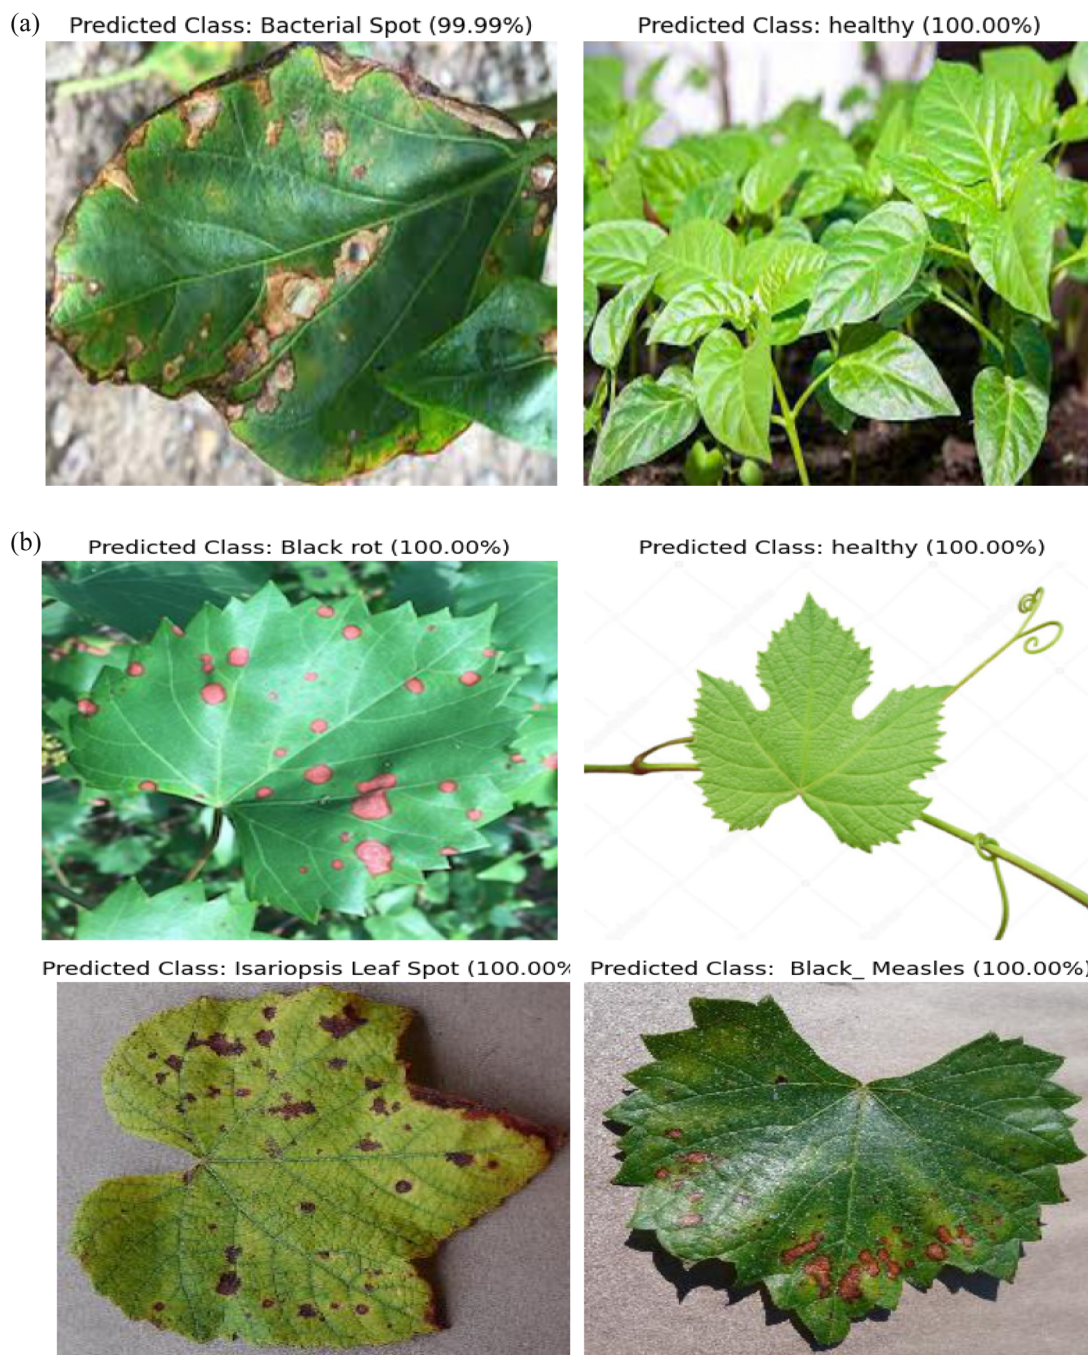 (a) Predicted Class: Bacterial Spot (99.99%) Predicted Class: healthy (100.00%)
(b) Predicted Class: Black rot (100.00%) Predicted Class: healthy (100.00%)
Predicted Class: Isariopsis Leaf Spot (100.00% Predicted Class: Black_ Measles (100.00%)